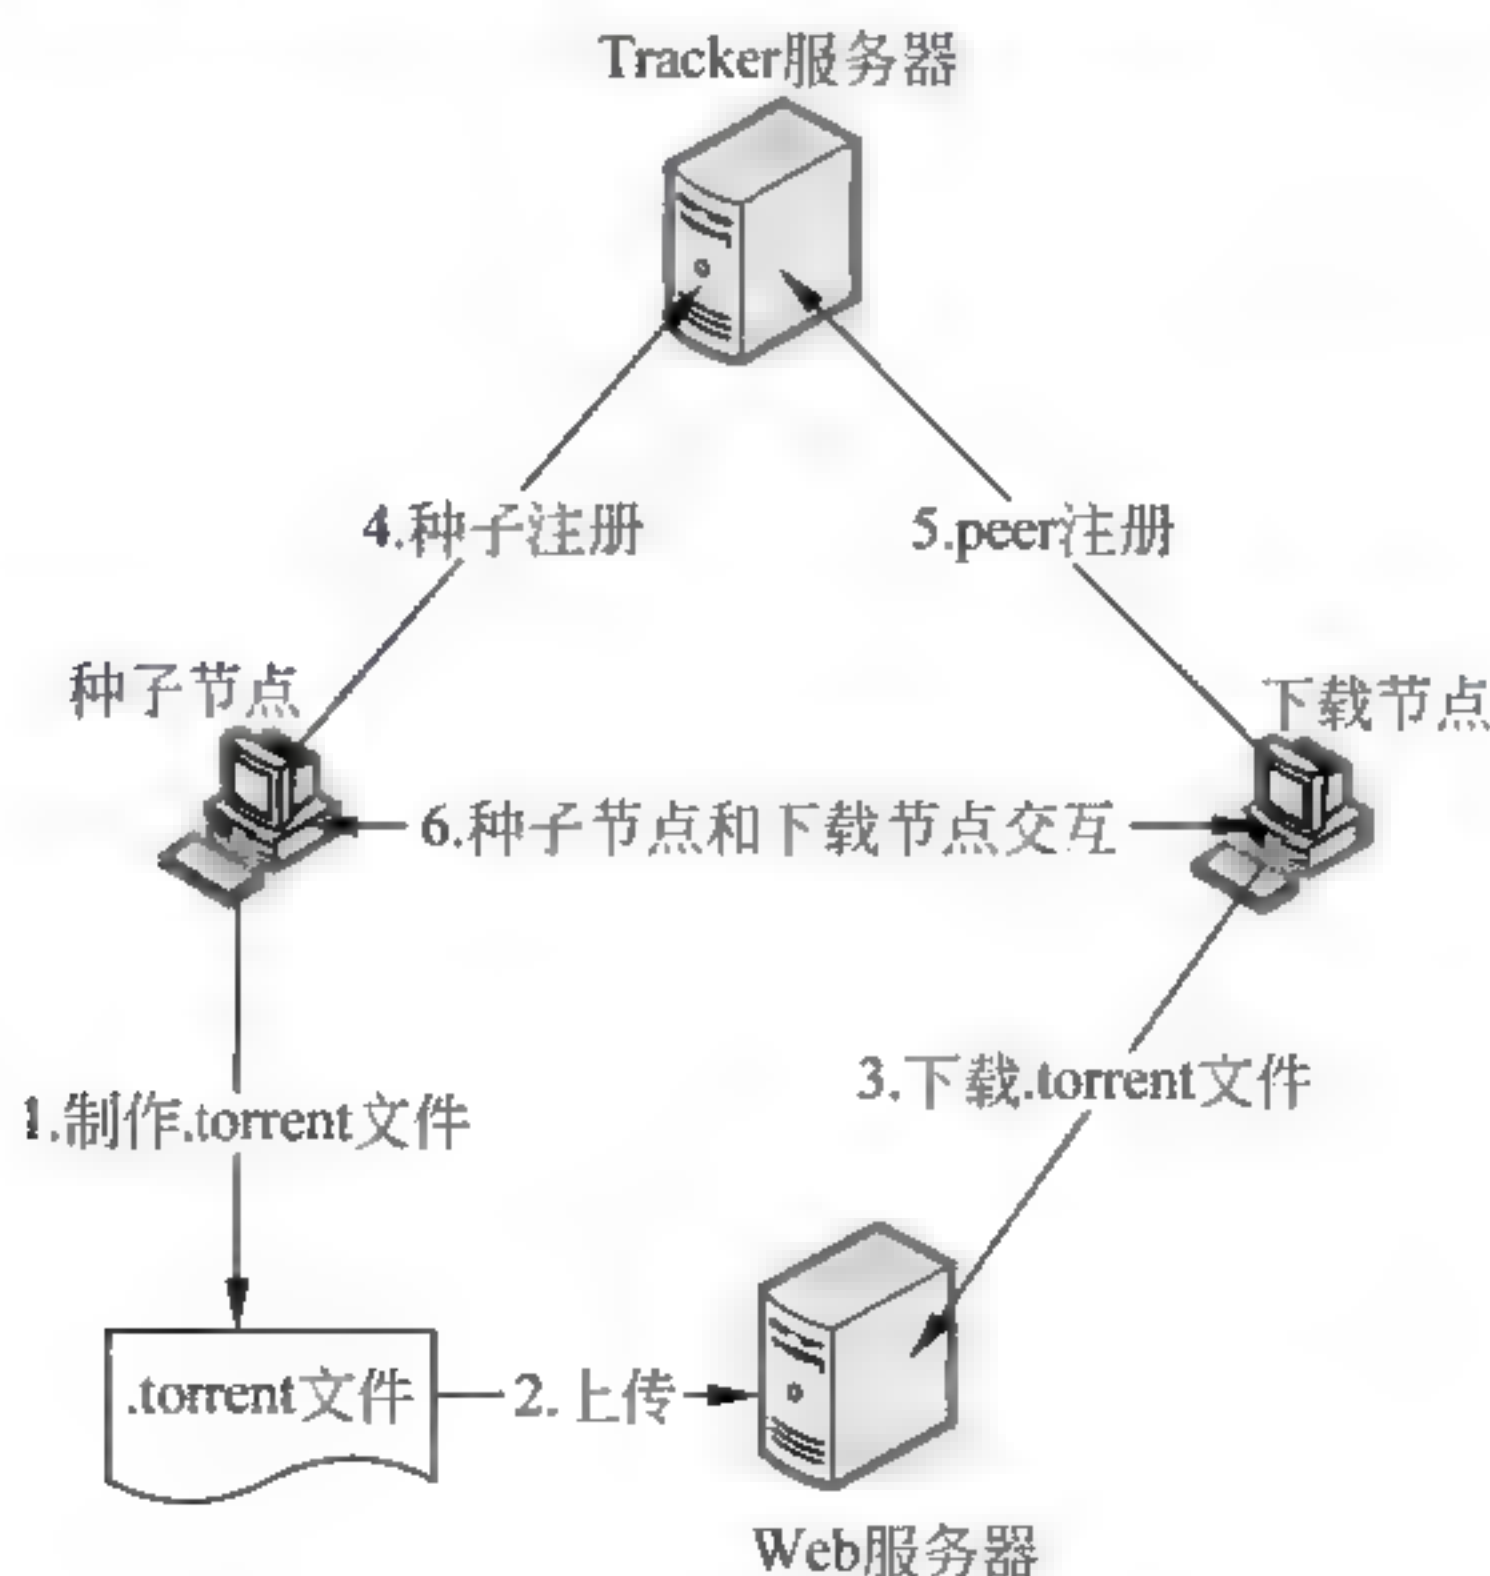 Tracker服务器
4.种子注册
5.peer注册
种子节点
下载节点
6.种子节点和下载节点交互
3.下载.torrent文件
1.制作.torrent文件
.torrent文件
2.上传
Web服务器